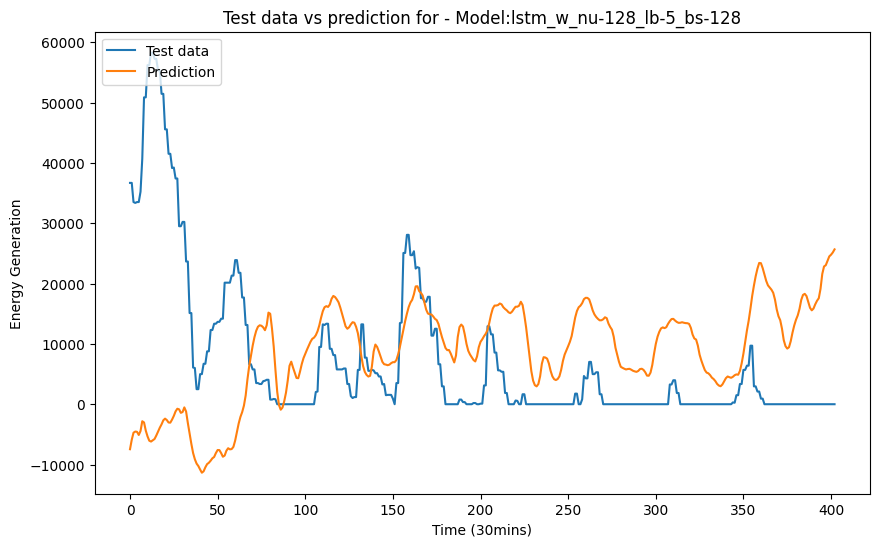 Test data vs prediction for - Model:lstm_w_nu-128_lb-5_bs-128
Test data
Prediction
60000
50000
40000
30000
20000
10000
0
−10000
Energy Generation
0 50 100 150 200 250 300 350 400
Time (30mins)